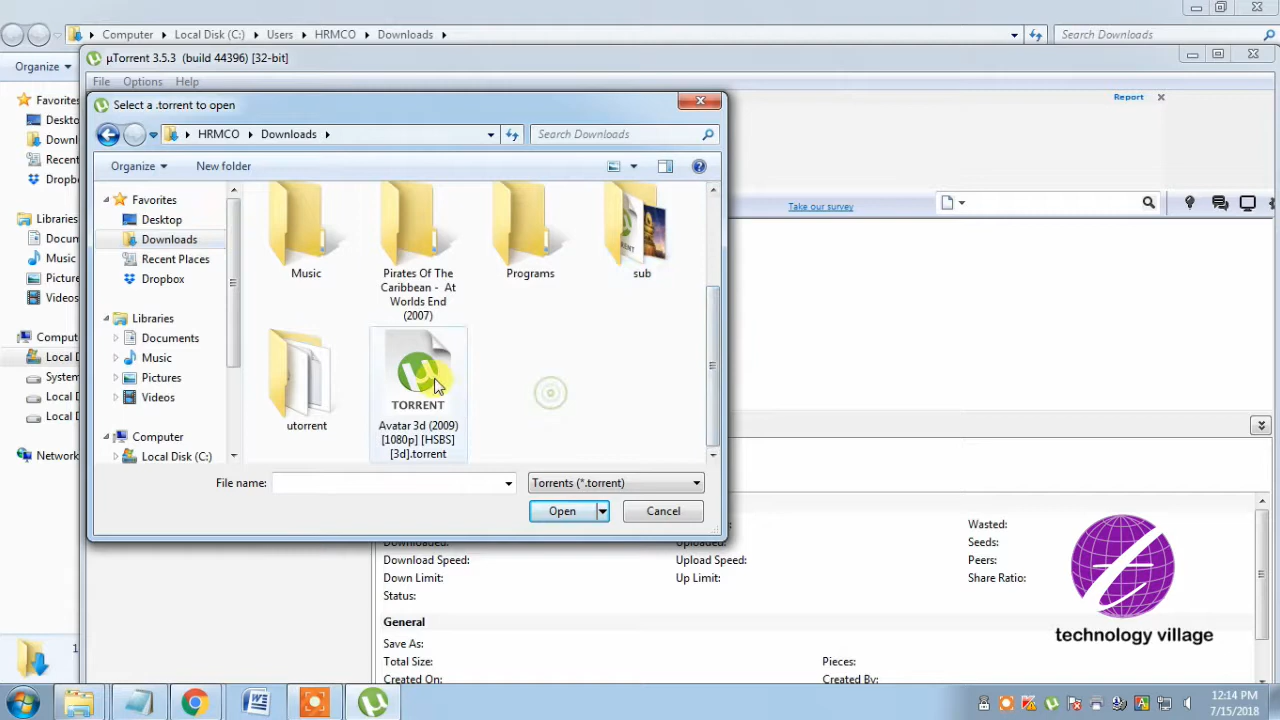 Computer Local Disk (C:) Users HRMCO Downloads Search Downloads
µTorrent 3.5.3 (build 44396) [32-bit]
Organize
File Options Help
Report
Select a .torrent to open
HRMCO Downloads Search Downloads
Organize New folder
Take our survey
Favorites
Desktop
Downloads
Recent Places
Dropbox
Libraries
Documents
Music
Pictures
Videos
Computer
Local Disk (C:)
Music
Pirates Of The
Caribbean - At
Worlds End
(2007)
Programs
sub
utorrent
TORRENT
Avatar 3d (2009)
[1080p] [HSBS]
[3d].torrent
File name: Torrents (*.torrent)
Open Cancel
Favorites
Libraries
Music
Videos
Network
Wasted:
Seeds:
Download Speed: Upload Speed: Peers:
Down Limit: Up Limit: Share Ratio:
Status:
General
Save As:
Total Size: Pieces:
Created On: Created By:
technology village
12:14 PM
7/15/2018